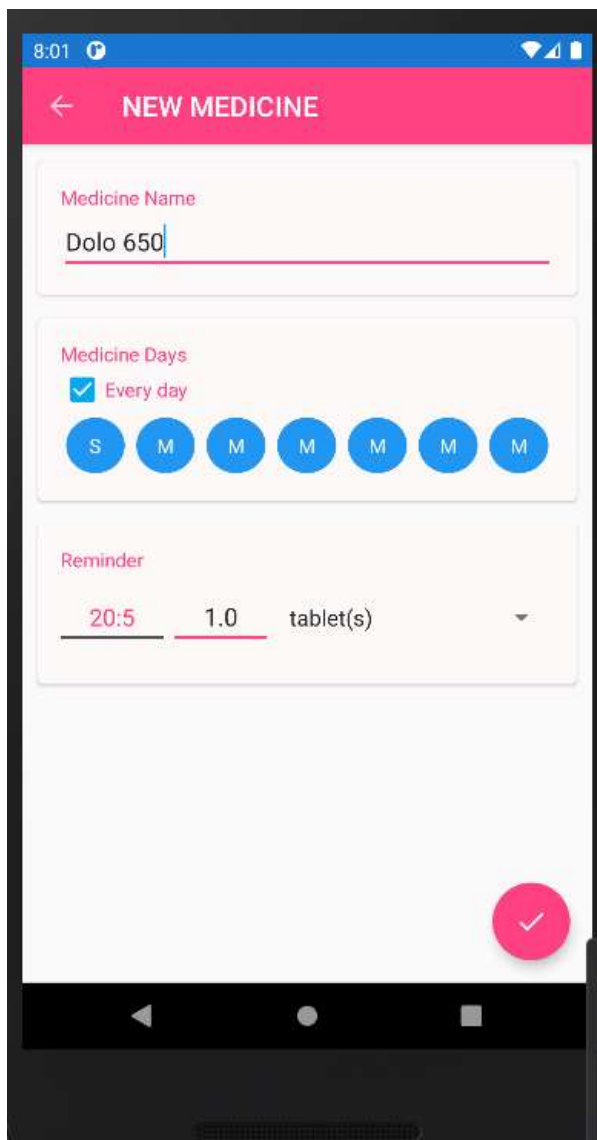 8:01
NEW MEDICINE
Medicine Name
Dolo 650
Medicine Days
Every day
S M M M M M M
Reminder
20:5 1.0 tablet(s)